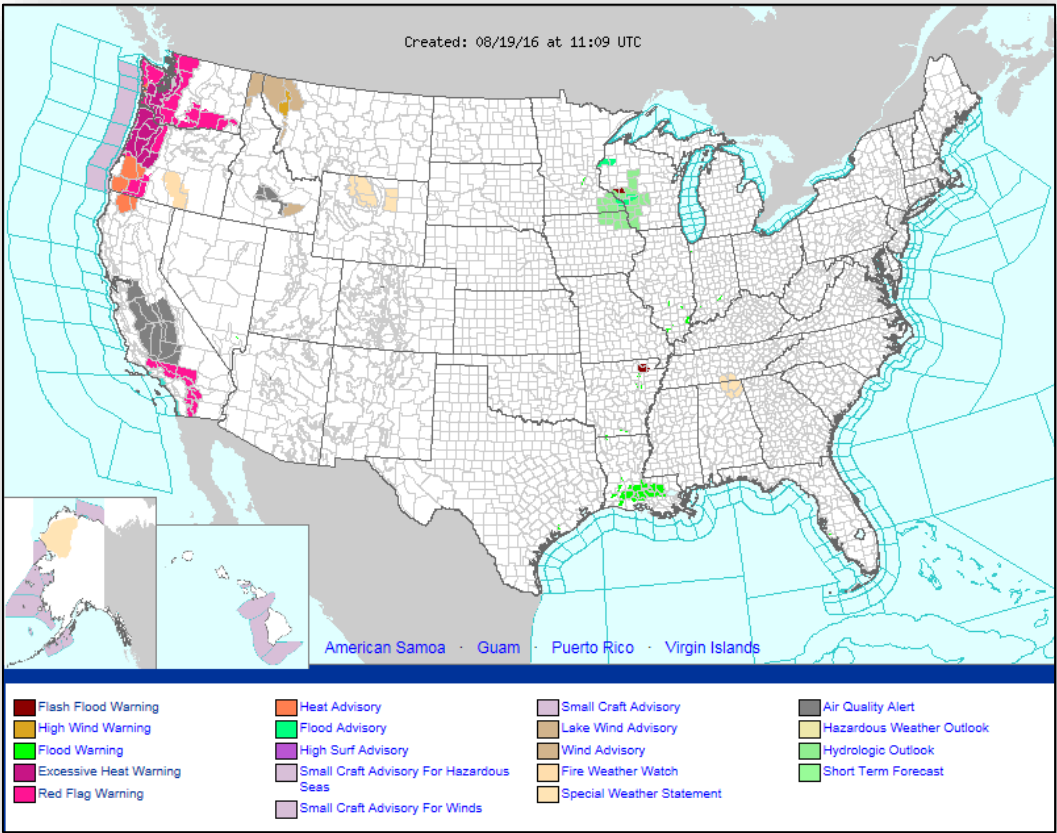 Created: 08/19/16 at 11:09 UTC
American Samoa · Guam · Puerto Rico · Virgin Islands
Flash Flood Warning
High Wind Warning
Flood Warning
Excessive Heat Warning
Red Flag Warning
Heat Advisory
Flood Advisory
High Surf Advisory
Small Craft Advisory For Hazardous
Seas
Small Craft Advisory For Winds
Small Craft Advisory
Lake Wind Advisory
Wind Advisory
Fire Weather Watch
Special Weather Statement
Air Quality Alert
Hazardous Weather Outlook
Hydrologic Outlook
Short Term Forecast